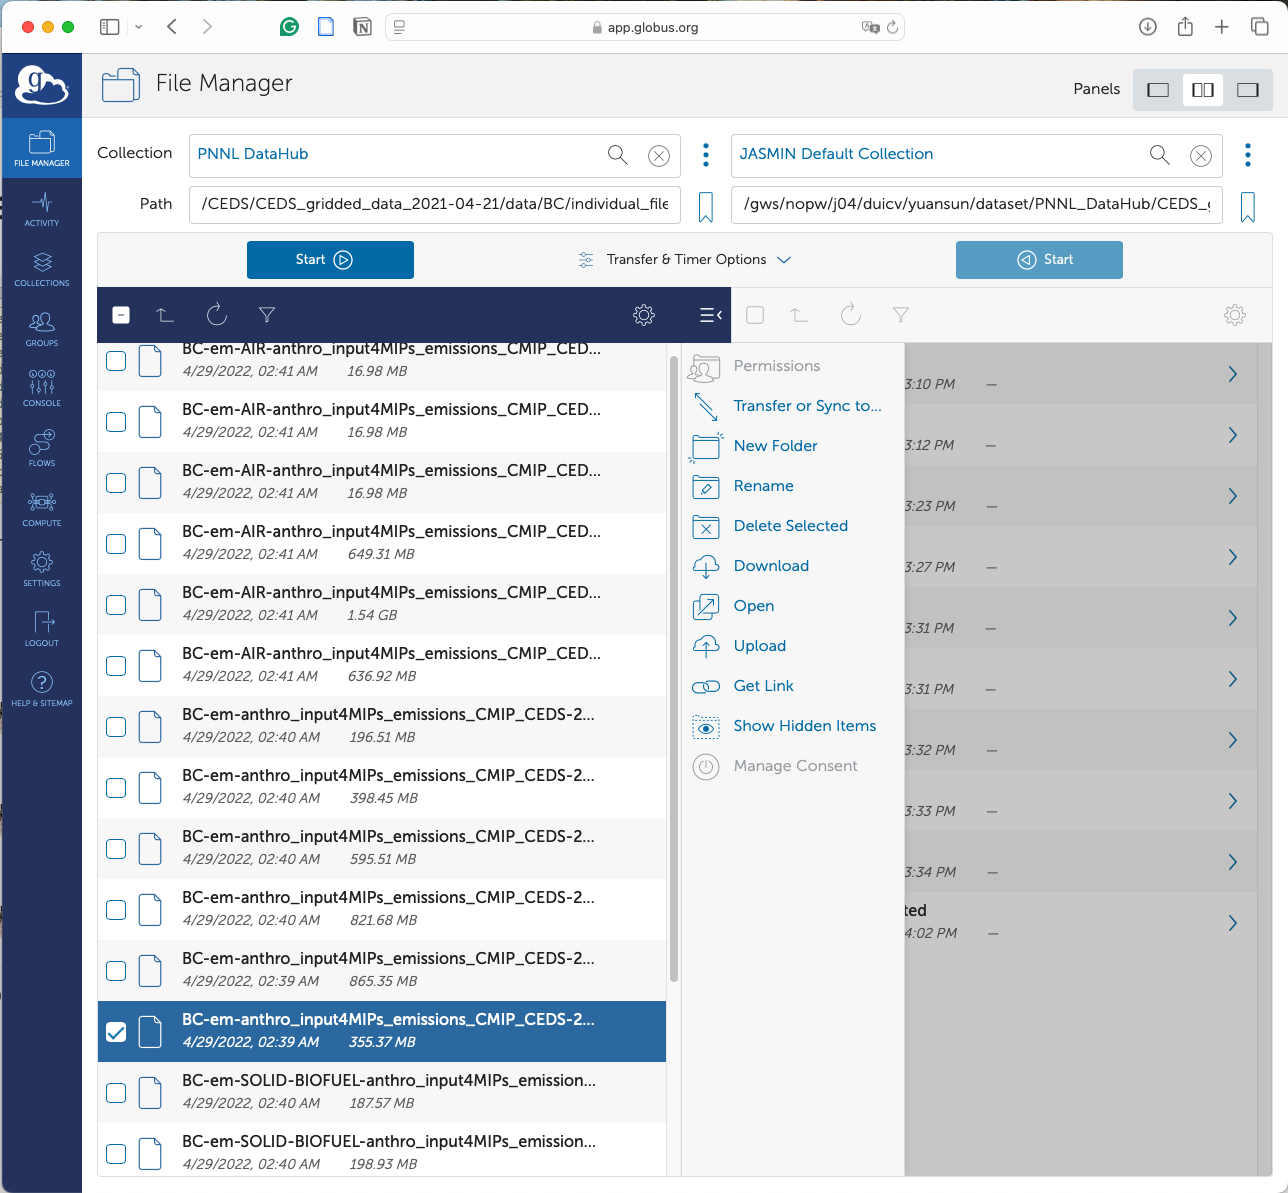 app.globus.org
File Manager
Panels
FILE MANAGER
ACTIVITY
COLLECTIONS
GROUPS
CONSOLE
FLOWS
COMPUTE
SETTINGS
LOGOUT
HELP & SITEMAP
Collection
PNNL DataHub
JASMIN Default Collection
Path
/CEDS/CEDS_gridded_data_2021-04-21/data/BC/individual_file
/gws/nopw/j04/duicv/yuansun/dataset/PNNL_DataHub/CEDS_g
Start
Transfer & Timer Options
Start
BC-em-AIR-anthro_input4MIPs_emissions_CMIP_CED...
4/29/2022, 02:41 AM 16.98 MB
BC-em-AIR-anthro_input4MIPs_emissions_CMIP_CED...
4/29/2022, 02:41 AM 16.98 MB
BC-em-AIR-anthro_input4MIPs_emissions_CMIP_CED...
4/29/2022, 02:41 AM 16.98 MB
BC-em-AIR-anthro_input4MIPs_emissions_CMIP_CED...
4/29/2022, 02:41 AM 649.31 MB
BC-em-AIR-anthro_input4MIPs_emissions_CMIP_CED...
4/29/2022, 02:41 AM 1.54 GB
BC-em-AIR-anthro_input4MIPs_emissions_CMIP_CED...
4/29/2022, 02:41 AM 636.92 MB
BC-em-anthro_input4MIPs_emissions_CMIP_CEDS-2...
4/29/2022, 02:40 AM 196.51 MB
BC-em-anthro_input4MIPs_emissions_CMIP_CEDS-2...
4/29/2022, 02:40 AM 398.45 MB
BC-em-anthro_input4MIPs_emissions_CMIP_CEDS-2...
4/29/2022, 02:40 AM 595.51 MB
BC-em-anthro_input4MIPs_emissions_CMIP_CEDS-2...
4/29/2022, 02:40 AM 821.68 MB
BC-em-anthro_input4MIPs_emissions_CMIP_CEDS-2...
4/29/2022, 02:39 AM 865.35 MB
BC-em-anthro_input4MIPs_emissions_CMIP_CEDS-2...
4/29/2022, 02:39 AM 355.37 MB
BC-em-SOLID-BIOFUEL-anthro_input4MIPs_emission...
4/29/2022, 02:40 AM 187.57 MB
BC-em-SOLID-BIOFUEL-anthro_input4MIPs_emission...
4/29/2022, 02:40 AM 198.93 MB
Permissions
Transfer or Sync to...
New Folder
Rename
Delete Selected
Download
Open
Upload
Get Link
Show Hidden Items
Manage Consent
3:10 PM —
3:12 PM —
3:23 PM —
3:27 PM —
3:31 PM —
3:31 PM —
3:32 PM —
3:33 PM —
3:34 PM —
ted
4:02 PM —